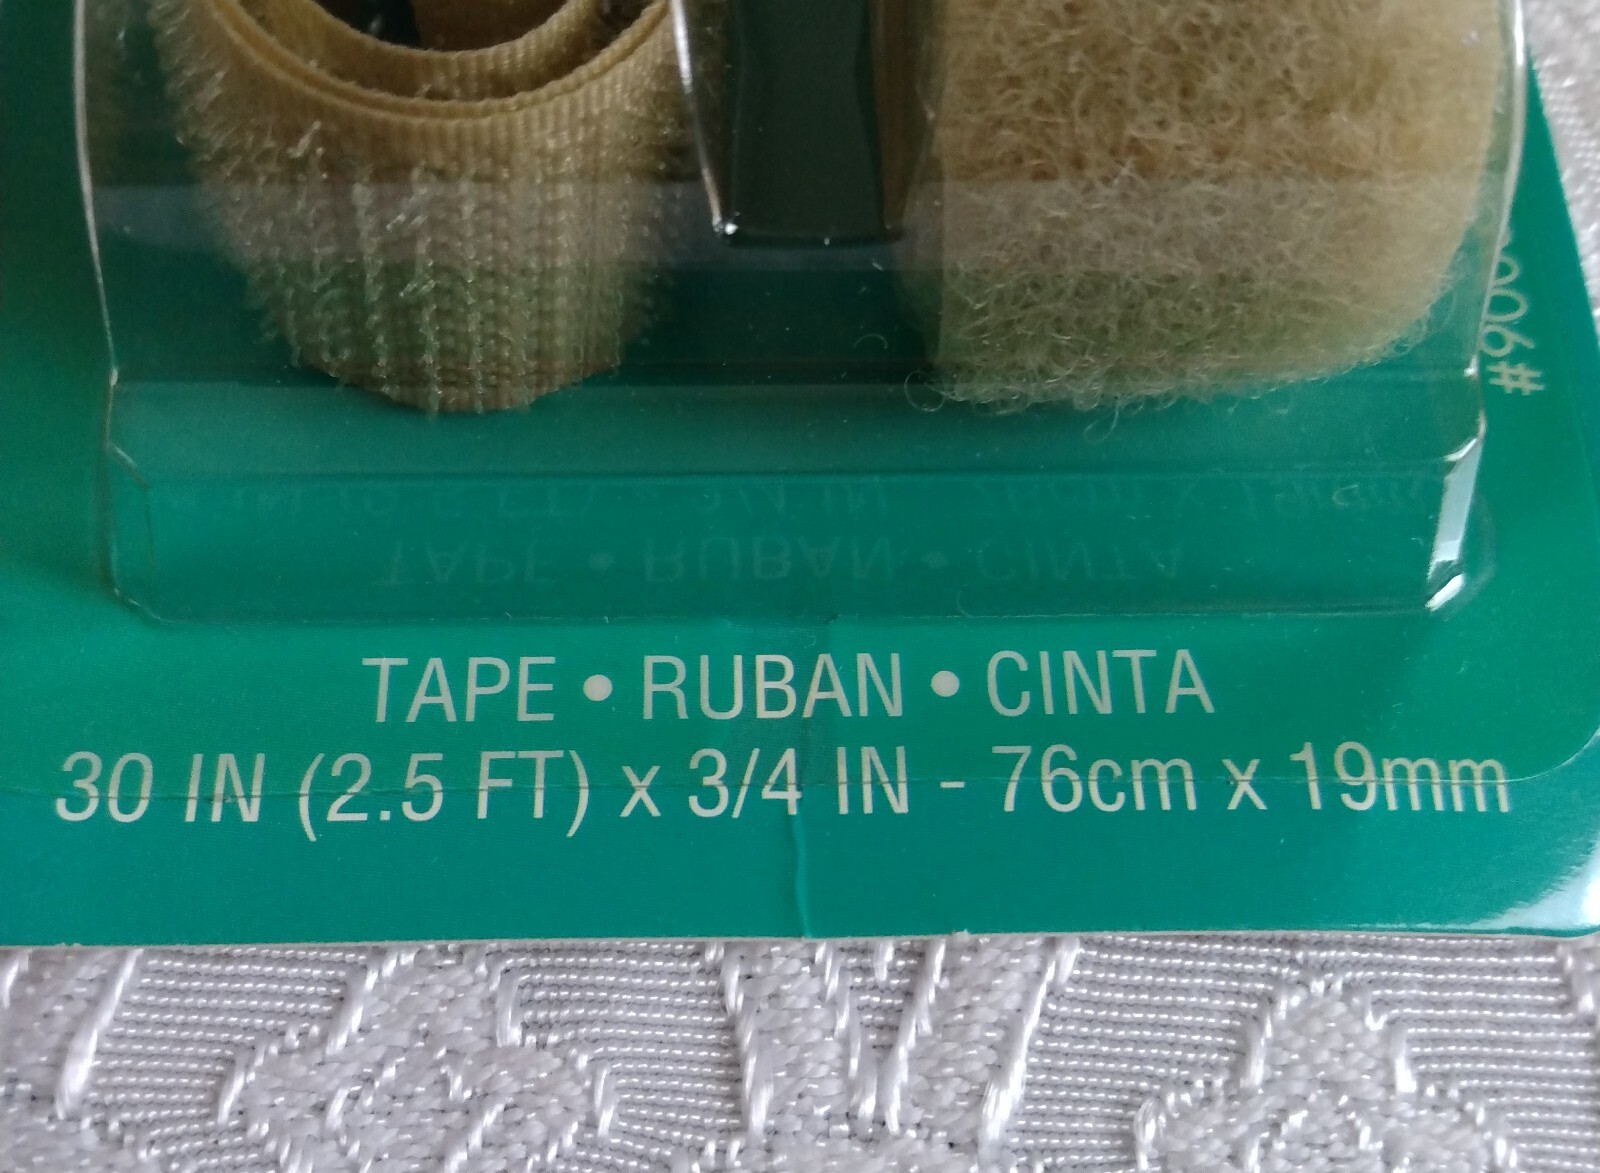 TAPE • RUBAN • CINTA
30 IN (2.5 FT) x 3/4 IN - 76cm x 19mm